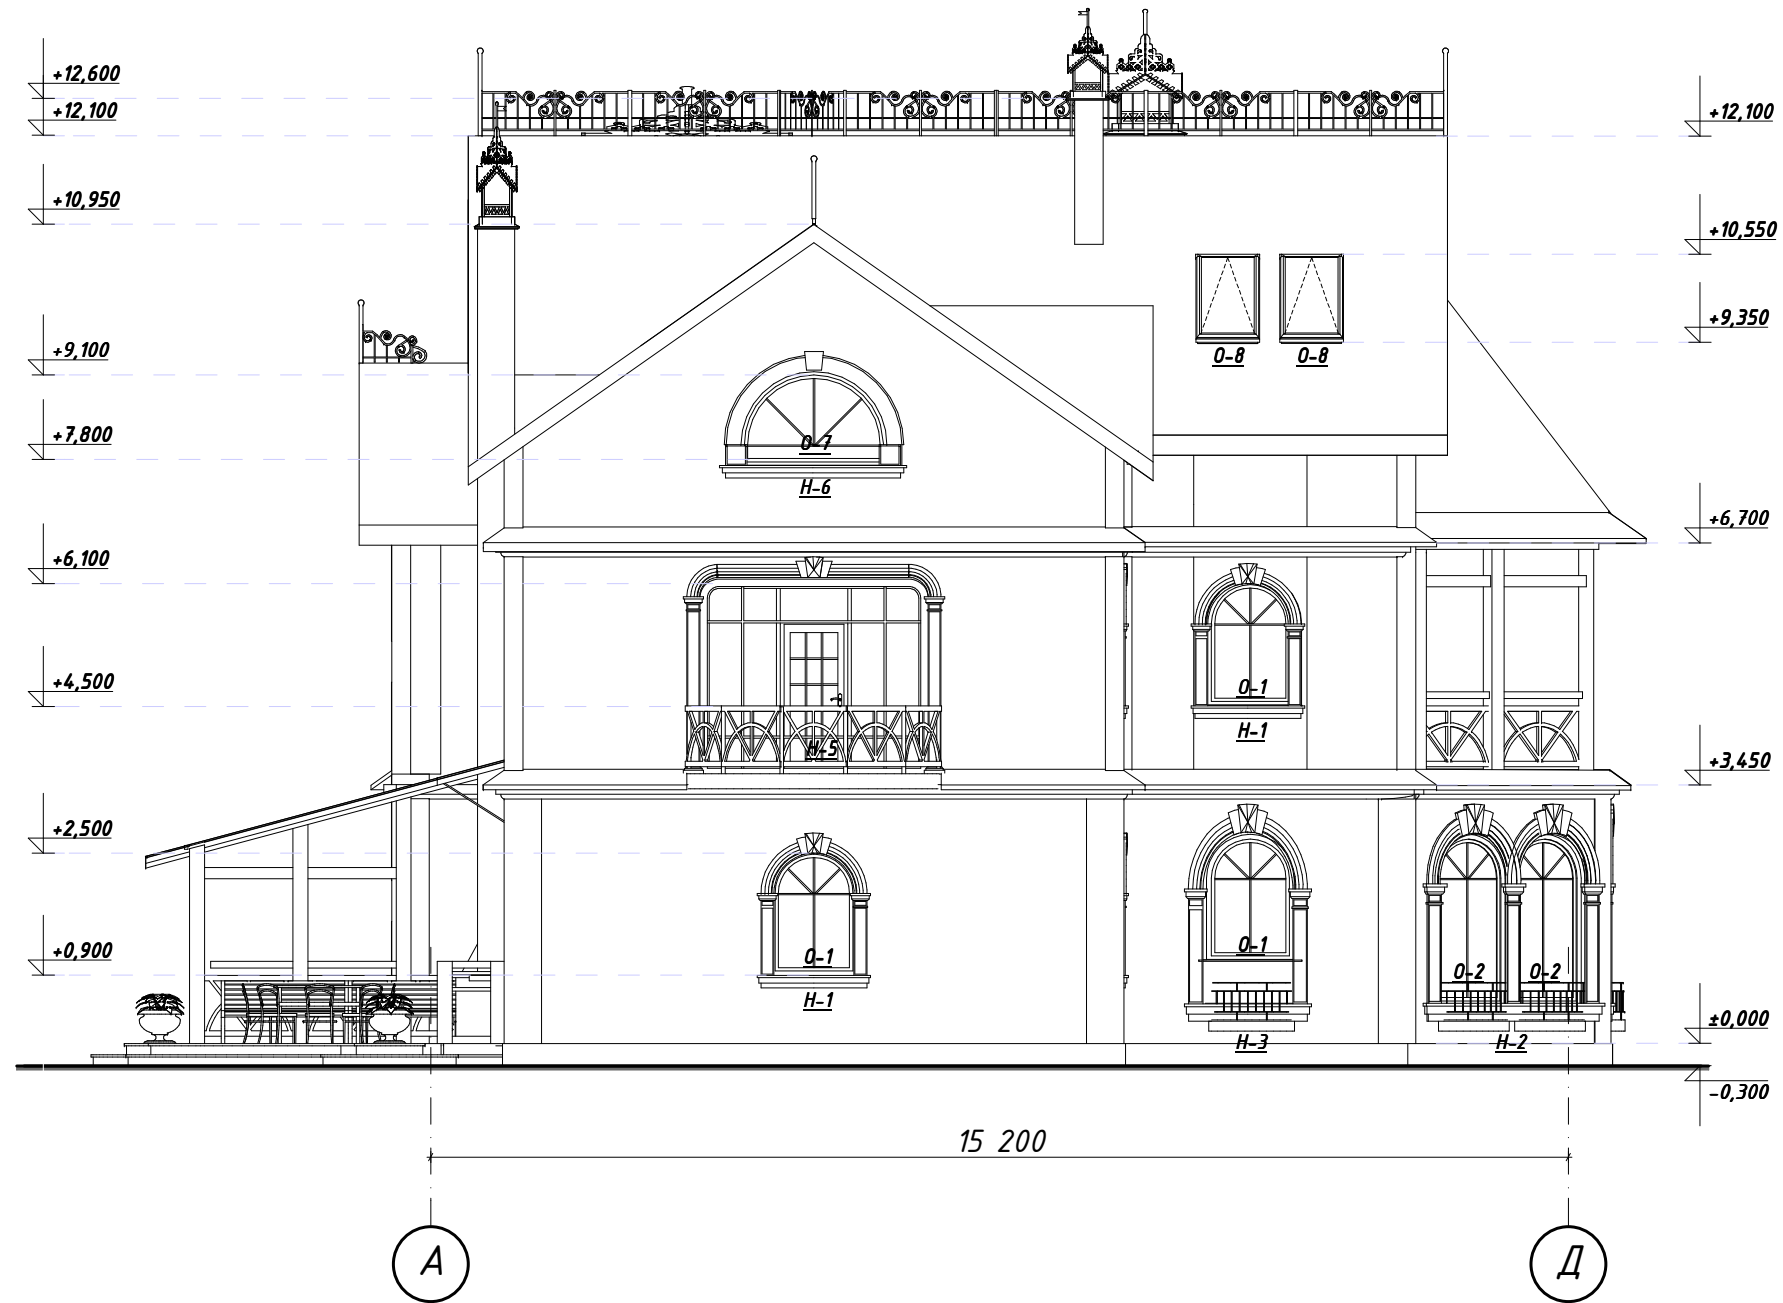 +12,600
+12,100
+12,100
+10,950
+10,550
+9,350
+9,100
О-8 О-8
+7,800
О-7
Н-6
+6,700
+6,100
+4,500
О-1
Н-1
Н-5
+3,450
+2,500
+0,900
О-1
О-1
О-2 О-2
Н-1
±0,000
Н-3
Н-2
-0,300
15 200
А
Д